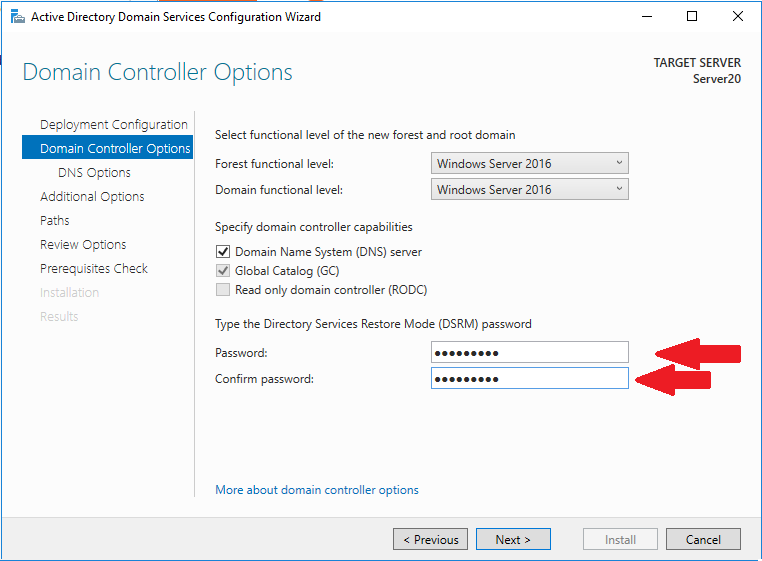 Active Directory Domain Services Configuration Wizard
Domain Controller Options
TARGET SERVER
Server20
Deployment Configuration
Domain Controller Options
DNS Options
Additional Options
Paths
Review Options
Prerequisites Check
Installation
Results
Select functional level of the new forest and root domain
Forest functional level: Windows Server 2016
Domain functional level: Windows Server 2016
Specify domain controller capabilities
Domain Name System (DNS) server
Global Catalog (GC)
Read only domain controller (RODC)
Type the Directory Services Restore Mode (DSRM) password
Password: ●●●●●●●●●
Confirm password: ●●●●●●●●●
More about domain controller options
< Previous Next > Install Cancel